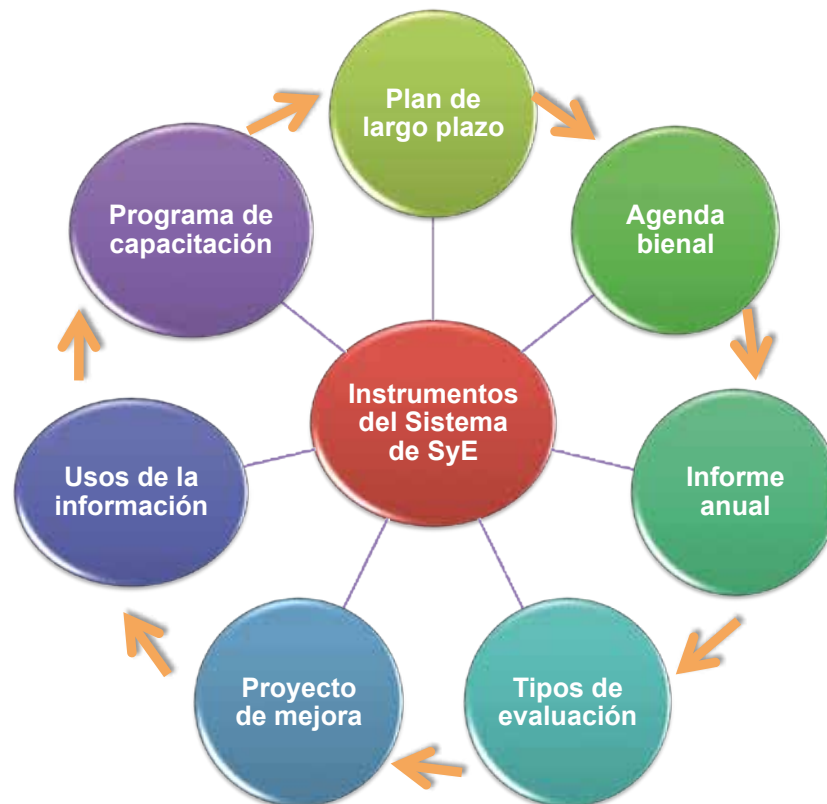 Plan de
largo plazo
Agenda
bienal
Informe
anual
Tipos de
evaluación
Proyecto
de mejora
Usos de la
información
Programa de
capacitación
Instrumentos
del Sistema
de SyE